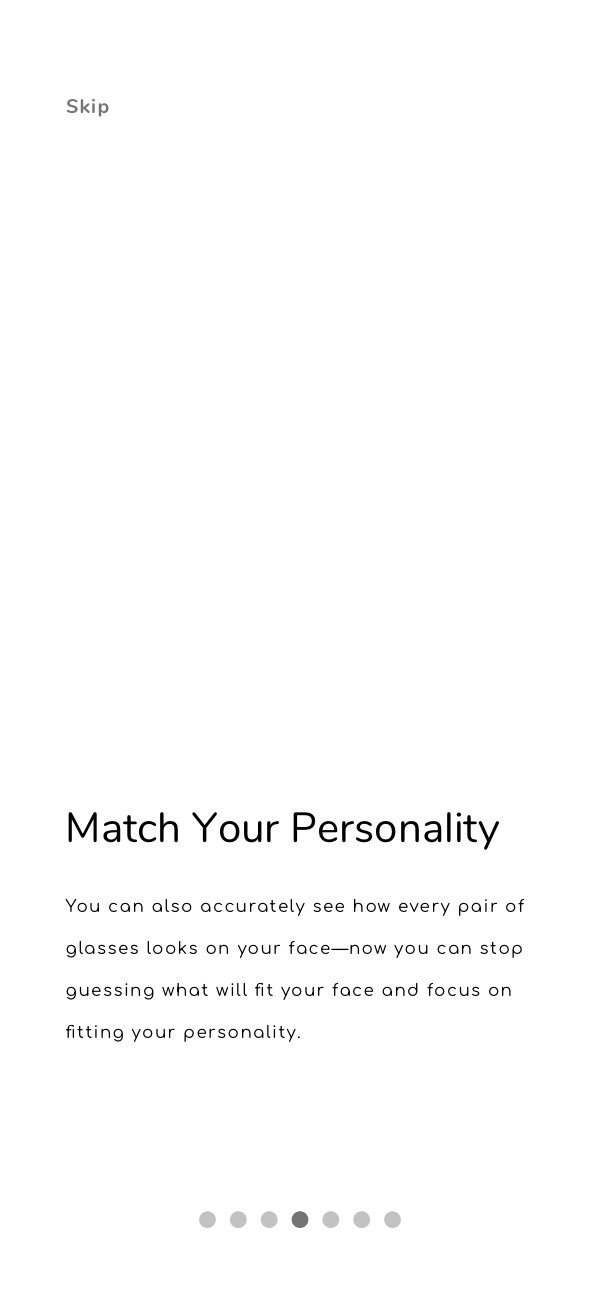 Skip
Match Your Personality
You can also accurately see how every pair of
glasses looks on your face—now you can stop
guessing what will fit your face and focus on
fitting your personality.